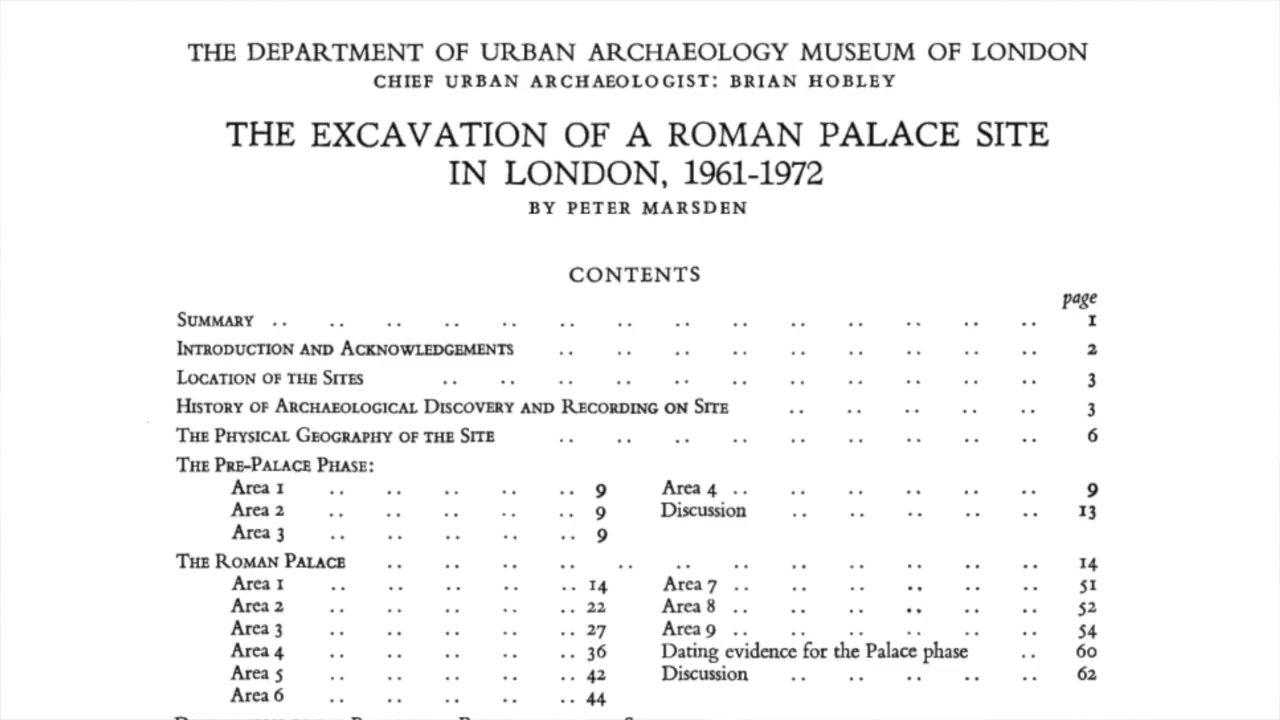 THE DEPARTMENT OF URBAN ARCHAEOLOGY MUSEUM OF LONDON
CHIEF URBAN ARCHAEOLOGIST: BRIAN HOBLEY
THE EXCAVATION OF A ROMAN PALACE SITE
IN LONDON, 1961-1972
BY PETER MARSDEN
CONTENTS
page
SUMMARY .. .. .. .. .. .. .. .. .. .. .. .. .. .. 1
INTRODUCTION AND ACKNOWLEDGEMENTS .. .. .. .. .. .. .. .. .. 2
LOCATION OF THE SITES .. .. .. .. .. .. .. .. .. .. .. 3
HISTORY OF ARCHAEOLOGICAL DISCOVERY AND RECORDING ON SITE .. .. .. .. .. 3
THE PHYSICAL GEOGRAPHY OF THE SITE .. .. .. .. .. .. .. .. .. 6
THE PRE-PALACE PHASE:
Area 1 .. .. .. .. .. 9 Area 4 .. .. .. .. .. .. 9
Area 2 .. .. .. .. .. 9 Discussion .. .. .. .. .. 13
Area 3 .. .. .. .. .. 9
THE ROMAN PALACE .. .. .. .. .. .. .. .. .. .. .. .. 14
Area 1 .. .. .. .. .. 14 Area 7 .. .. .. .. .. .. 51
Area 2 .. .. .. .. .. 22 Area 8 .. .. .. .. .. .. 52
Area 3 .. .. .. .. .. 27 Area 9 .. .. .. .. .. .. 54
Area 4 .. .. .. .. .. 36 Dating evidence for the Palace phase .. 60
Area 5 .. .. .. .. .. 42 Discussion .. .. .. .. .. 62
Area 6 .. .. .. .. .. 44